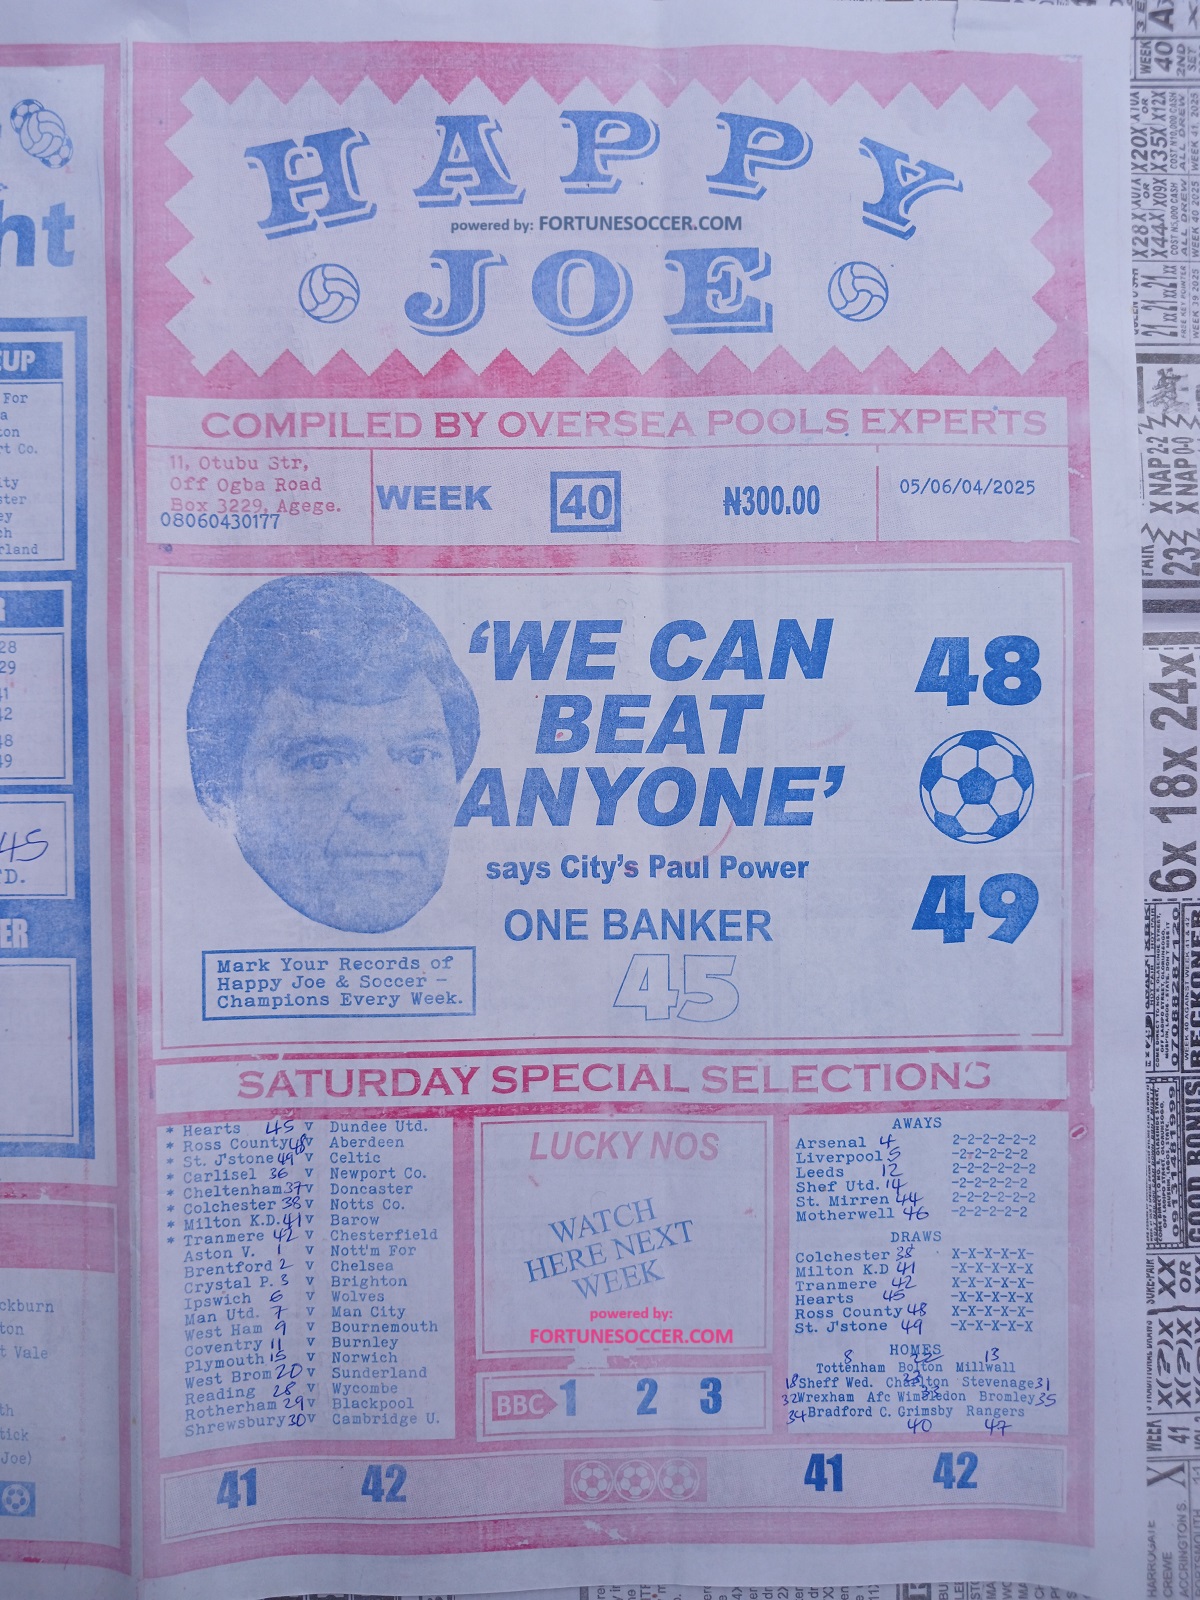 HAPPY
powered by: FORTUNESOCCER.COM
JOE
COMPILED BY OVERSEA POOLS EXPERTS
11, Otubu Str,
Off Ogba Road
Box 3229, Agege.
08060430177
WEEK 40
₦300.00
05/06/04/2025
'WE CAN
BEAT
ANYONE'
says City's Paul Power
ONE BANKER
45
48
49
Mark Your Records of
Happy Joe & Soccer –
Champions Every Week.
SATURDAY SPECIAL SELECTIONS
* Hearts 45 v Dundee Utd.
* Ross County 48 v Aberdeen
* St. J'stone 49 v Celtic
* Carlisel 36 v Newport Co.
* Cheltenham 37 v Doncaster
* Colchester 38 v Notts Co.
* Milton K.D. 41 v Barow
* Tranmere 42 v Chesterfield
Aston V. 1 v Nott'm For
Brentford 2 v Chelsea
Crystal P. 3 v Brighton
Ipswich 6 v Wolves
Man Utd. 7 v Man City
West Ham 9 v Bournemouth
Coventry 11 v Burnley
Plymouth 15 v Norwich
West Brom 20 v Sunderland
Reading 28 v Wycombe
Rotherham 29 v Blackpool
Shrewsbury 30 v Cambridge U.
LUCKY NOS
WATCH
HERE NEXT
WEEK
powered by:
FORTUNESOCCER.COM
BBC 1 2 3
AWAYS
Arsenal 4 2-2-2-2-2-2
Liverpool 5 -2-2-2-2-2
Leeds 12 2-2-2-2-2-2
Shef Utd. 14 -2-2-2-2-2
St. Mirren 44 2-2-2-2-2-2
Motherwell 46 -2-2-2-2-2
DRAWS
Colchester 38 X-X-X-X-X-
Milton K.D 41 -X-X-X-X-X
Tranmere 42 X-X-X-X-X-
Hearts 45 -X-X-X-X-X
Ross County 48 X-X-X-X-X-
St. J'stone 49 -X-X-X-X-X
HOMES
8 22 13
Tottenham Bolton Millwall
18 Sheff Wed. Charlton Stevenage 31
32 Wrexham Afc Wimbledon Bromley 35
34 Bradford C. Grimsby Rangers
40 47
41 42
41 42